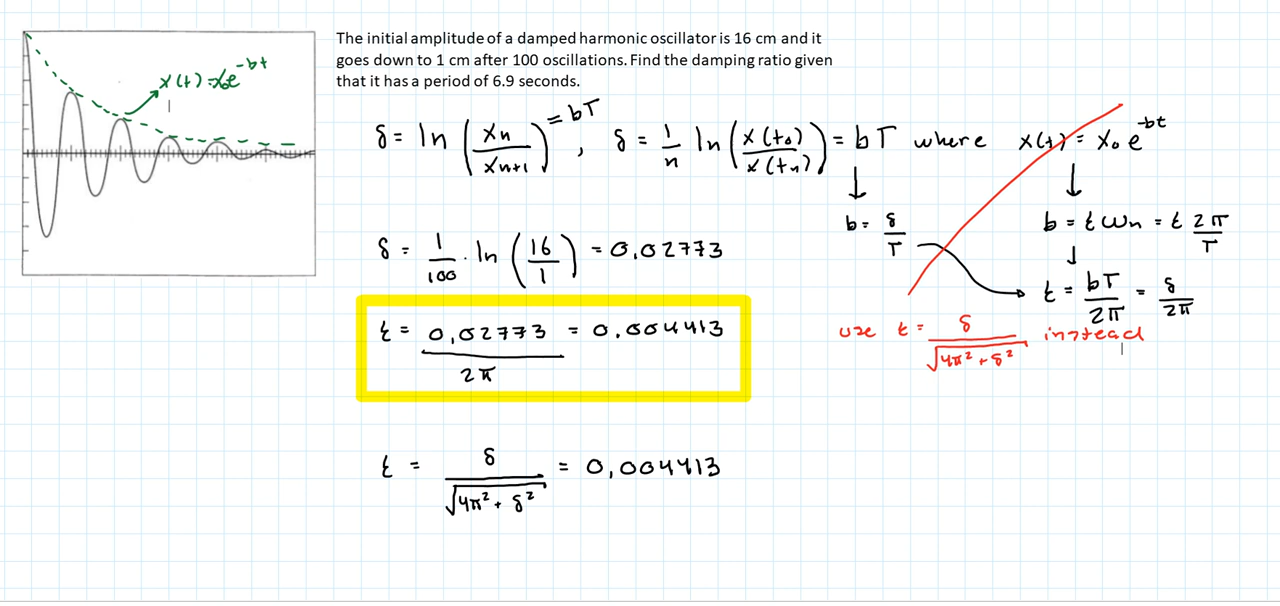 The initial amplitude of a damped harmonic oscillator is 16 cm and it
goes down to 1 cm after 100 oscillations. Find the damping ratio given
that it has a period of 6.9 seconds.
x(t) = x₀e^-bt
δ = ln (xn / xn+1) = bT , δ = 1/n ln (x(t₀) / x(tn)) = bT where x(t) = x₀ e^-bt
↓ ↓
b = δ/T b = ξ ωn = ξ 2π/T
↓
ξ = bT/2π = δ/2π
δ = 1/100 · ln (16/1) = 0,02773
ξ = 0,02773 / 2π = 0.004413
use ξ = δ / √(4π² + δ²) instead
ξ = δ / √(4π² + δ²) = 0,004413